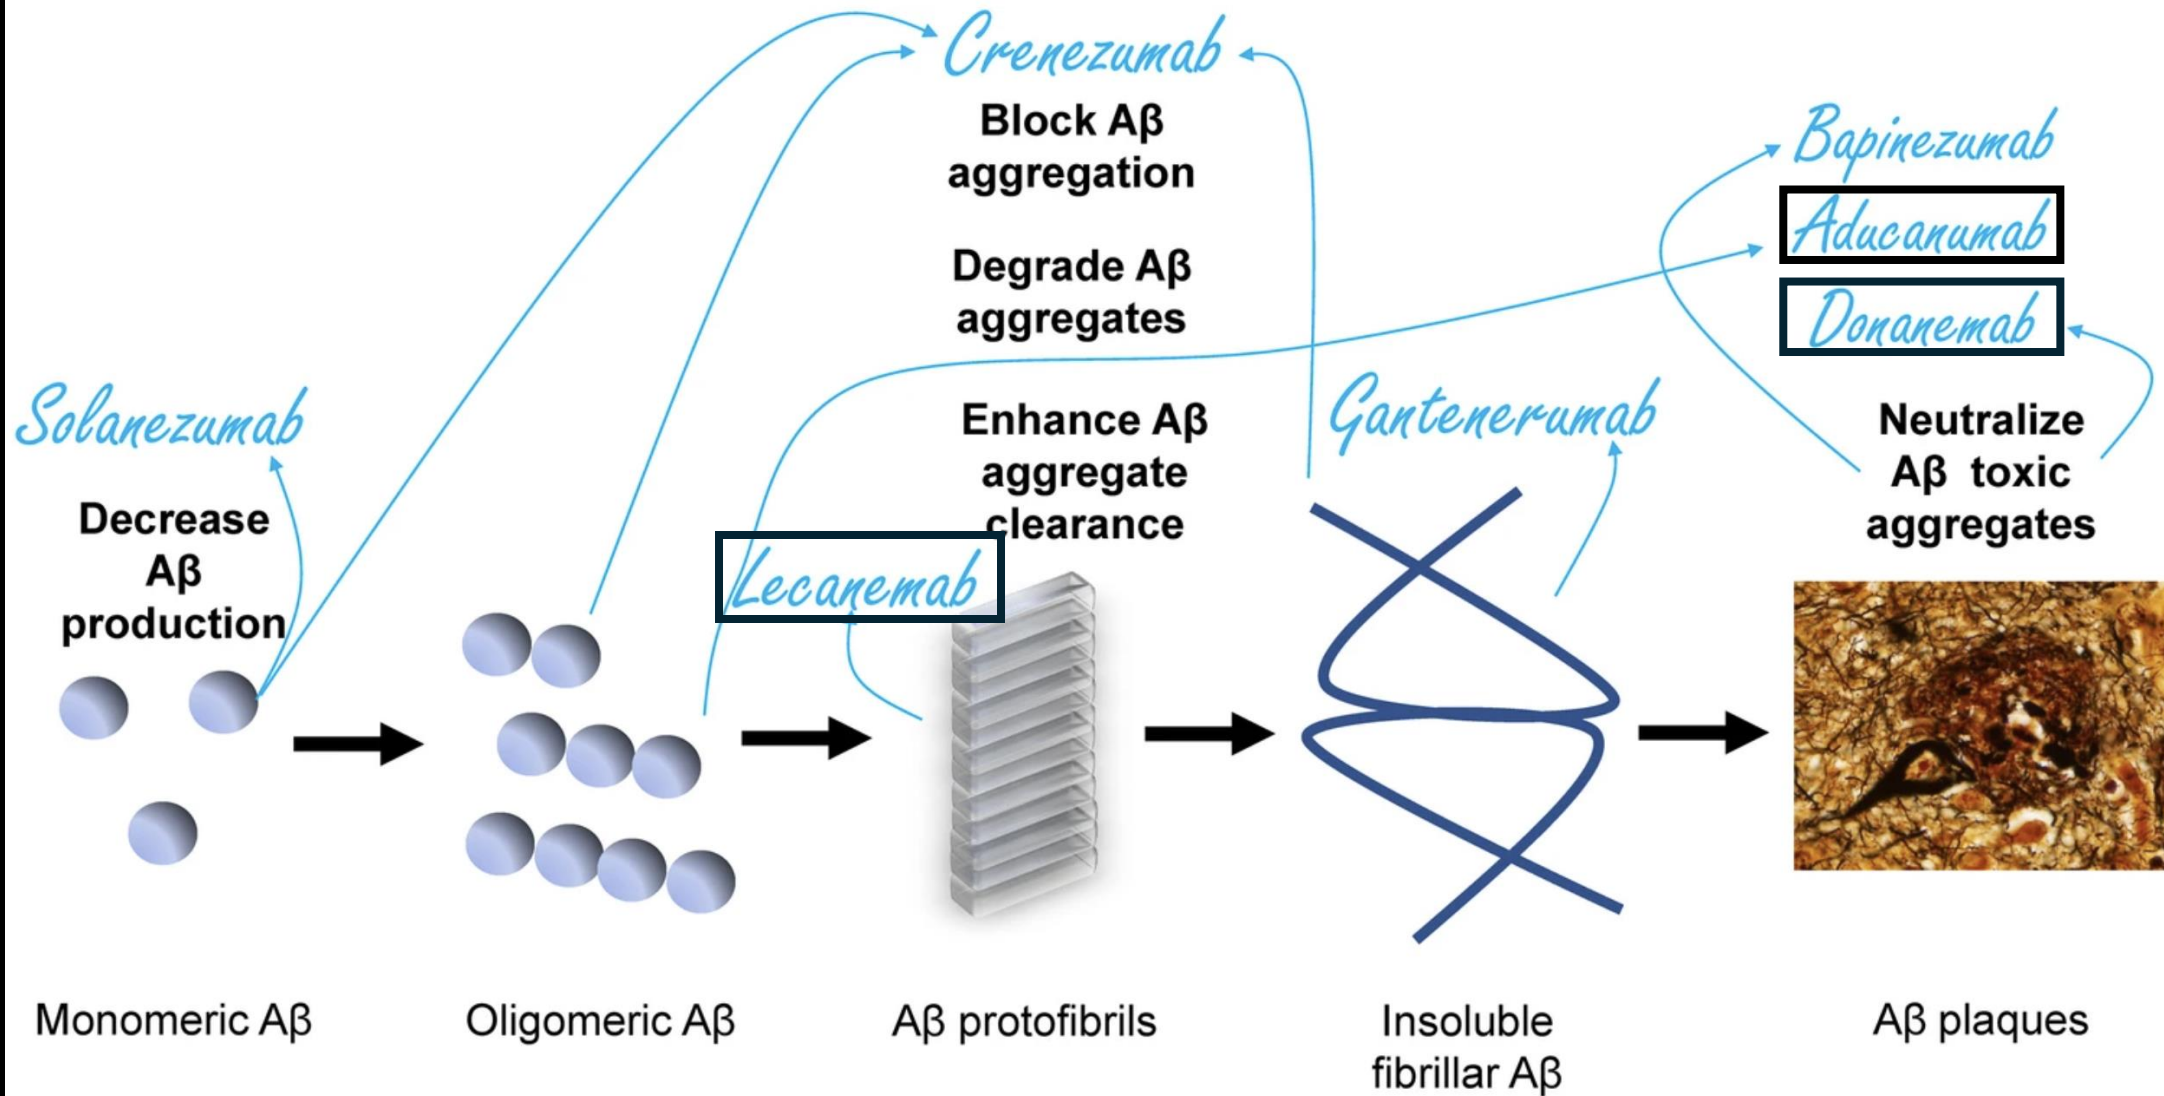 Crenezumab
Block Aβ
aggregation
Degrade Aβ
aggregates
Enhance Aβ
aggregate
clearance
Bapinezumab
Aducanumab
Donanemab
Neutralize
Aβ toxic
aggregates
Solanezumab
Decrease
Aβ
production
Lecanemab
Gantenerumab
Monomeric Aβ
Oligomeric Aβ
Aβ protofibrils
Insoluble
fibrillar Aβ
Aβ plaques